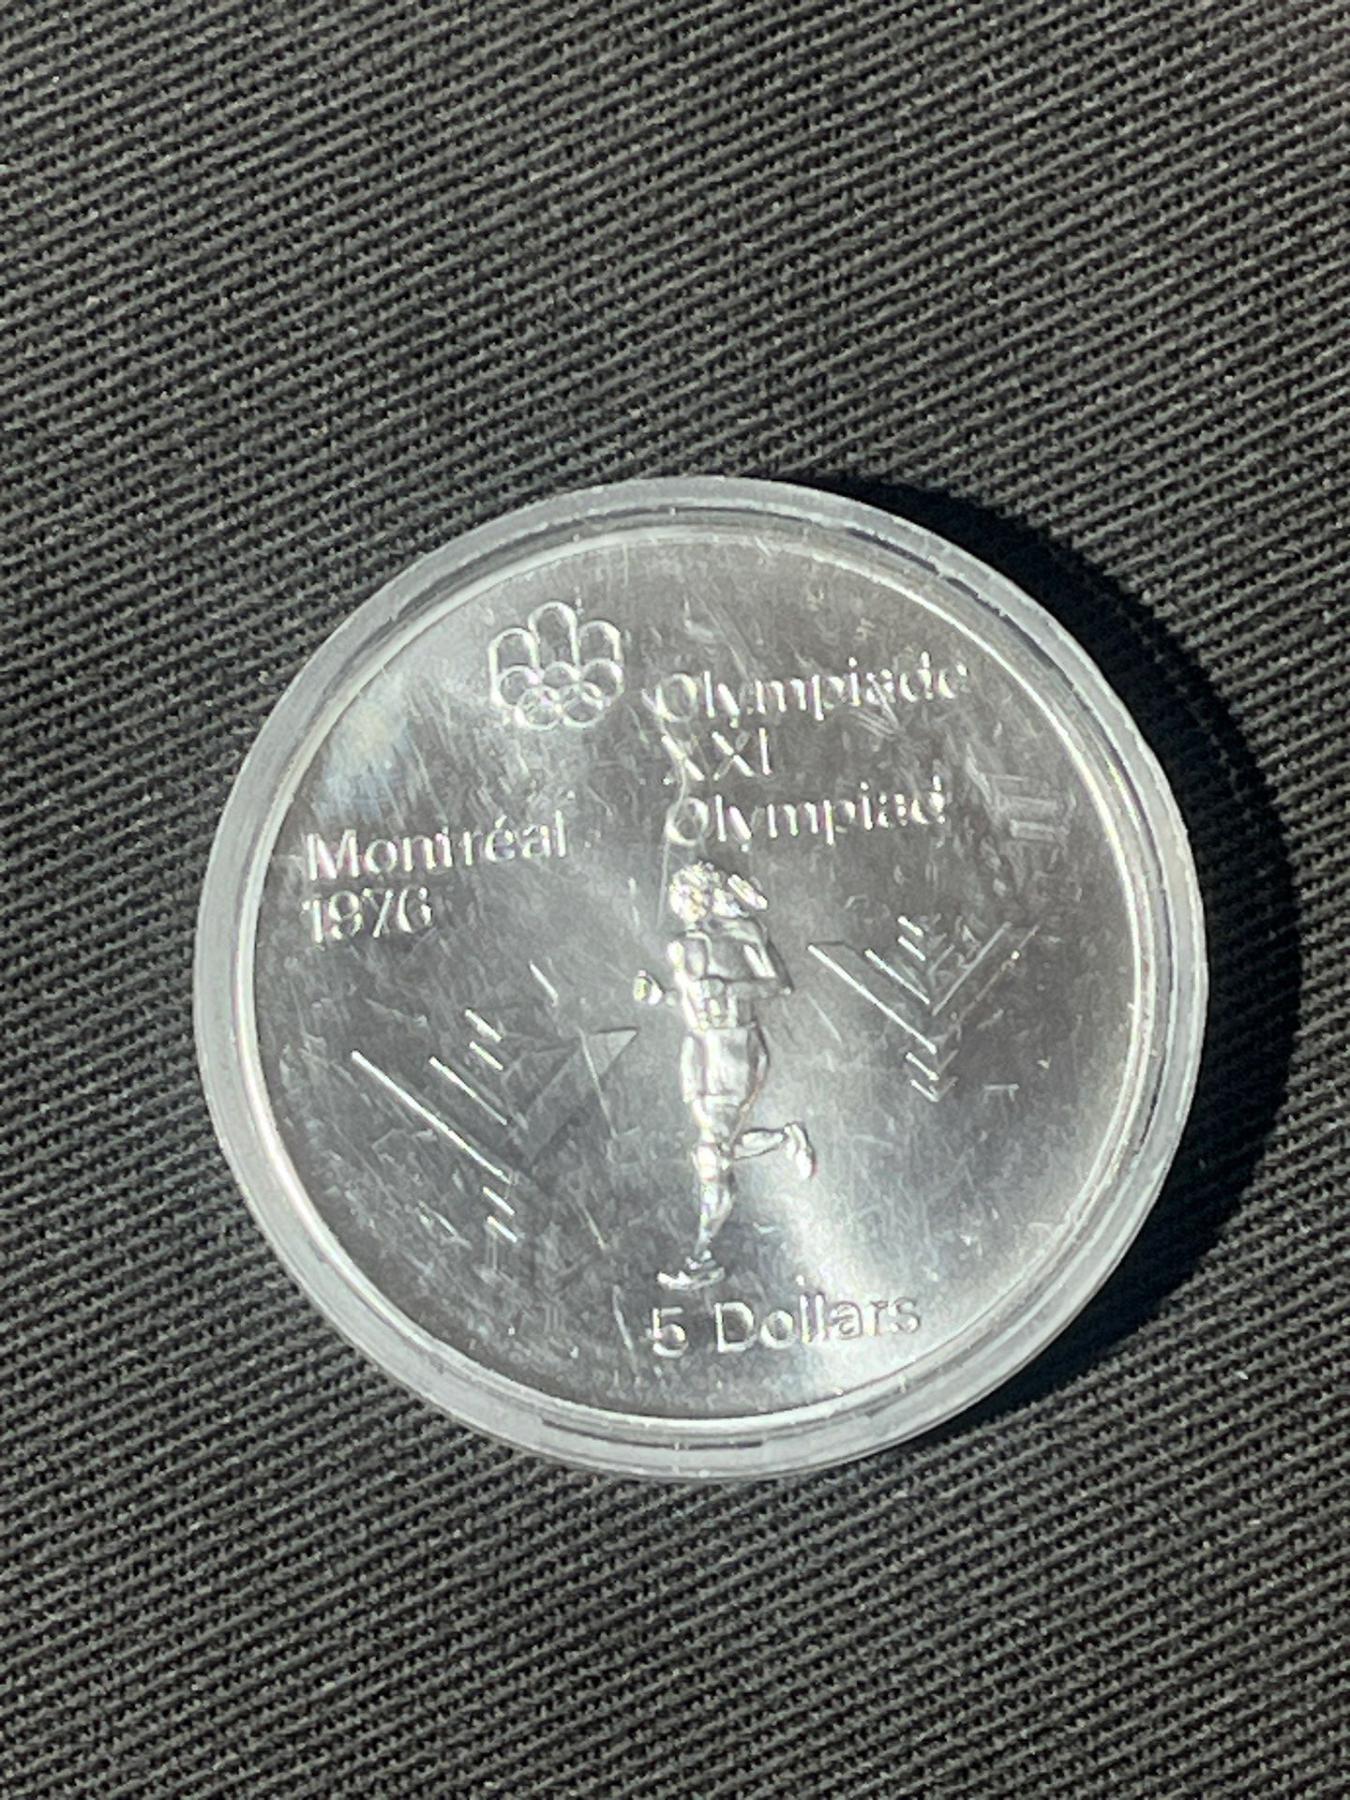 Olympiade
XXI
Olympiad
Montréal
1976
5 Dollars